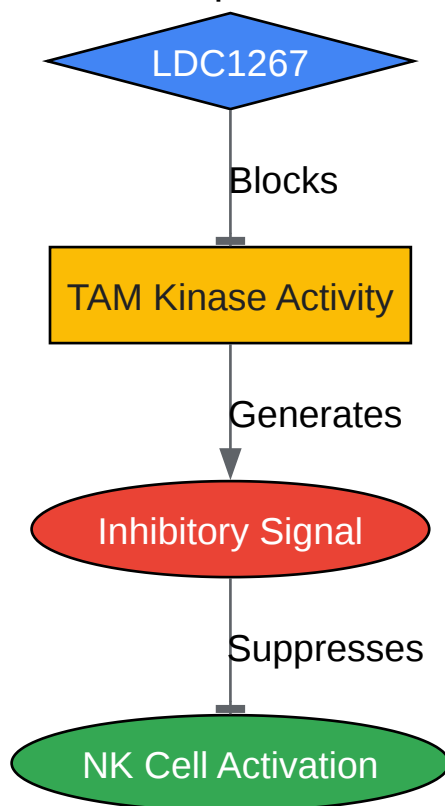 LDC1267
Blocks
TAM Kinase Activity
Generates
Inhibitory Signal
Suppresses
NK Cell Activation